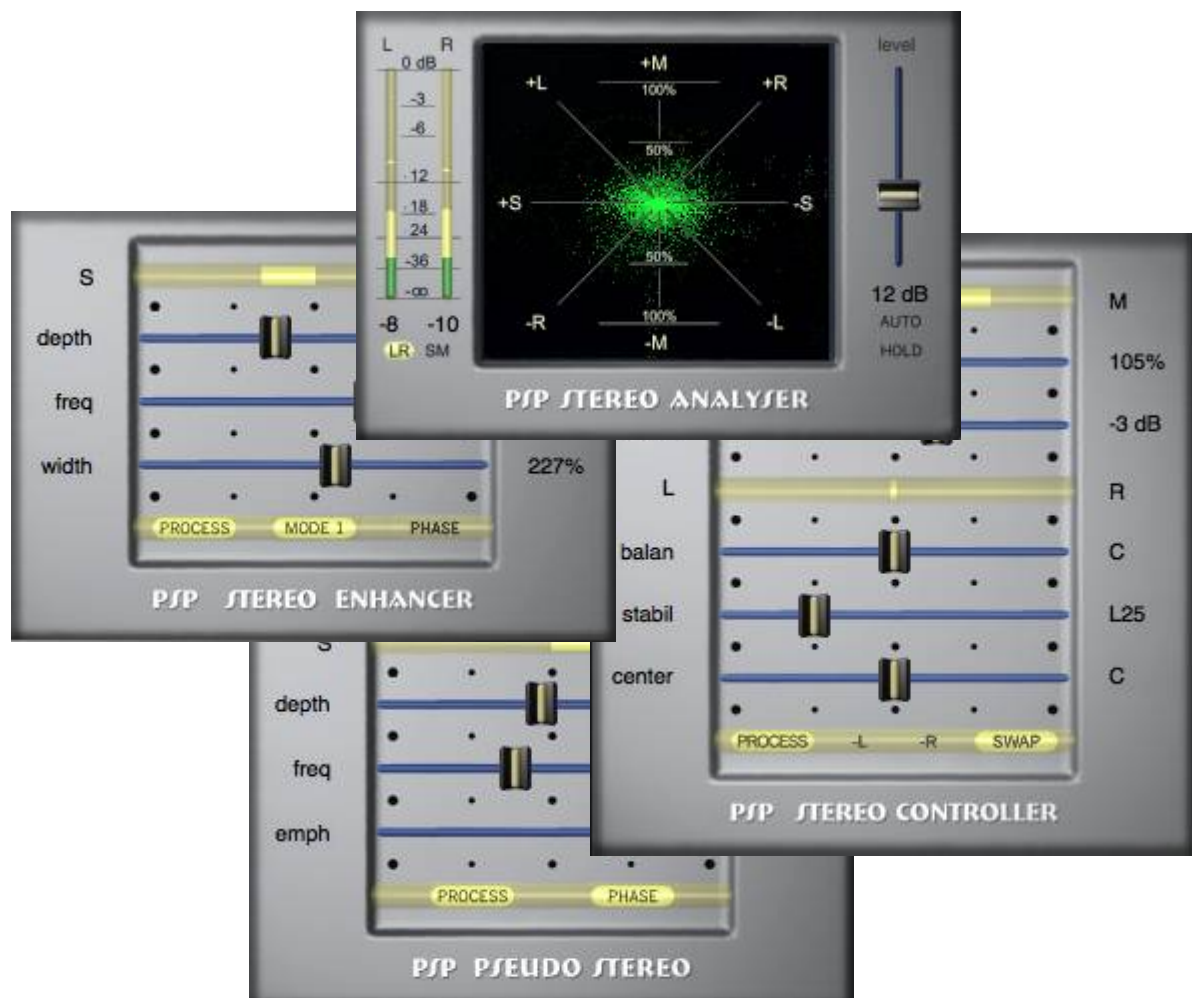 L R level
0 dB
+M
+L +R
100%
-3
-6
50%
12
+S -S
18
24
50%
-36
-∞
12 dB
-R 100% -L
AUTO
-8 -10
-M
LR SM
HOLD
PSP STEREO ANALYSER
S
depth
freq
width 227%
PROCESS MODE 1 PHASE
PSP STEREO ENHANCER
M
105%
-3 dB
L R
balan C
stabil L25
center C
PROCESS -L -R SWAP
PSP STEREO CONTROLLER
S
depth
freq
emph
PROCESS PHASE
PSP PSEUDO STEREO